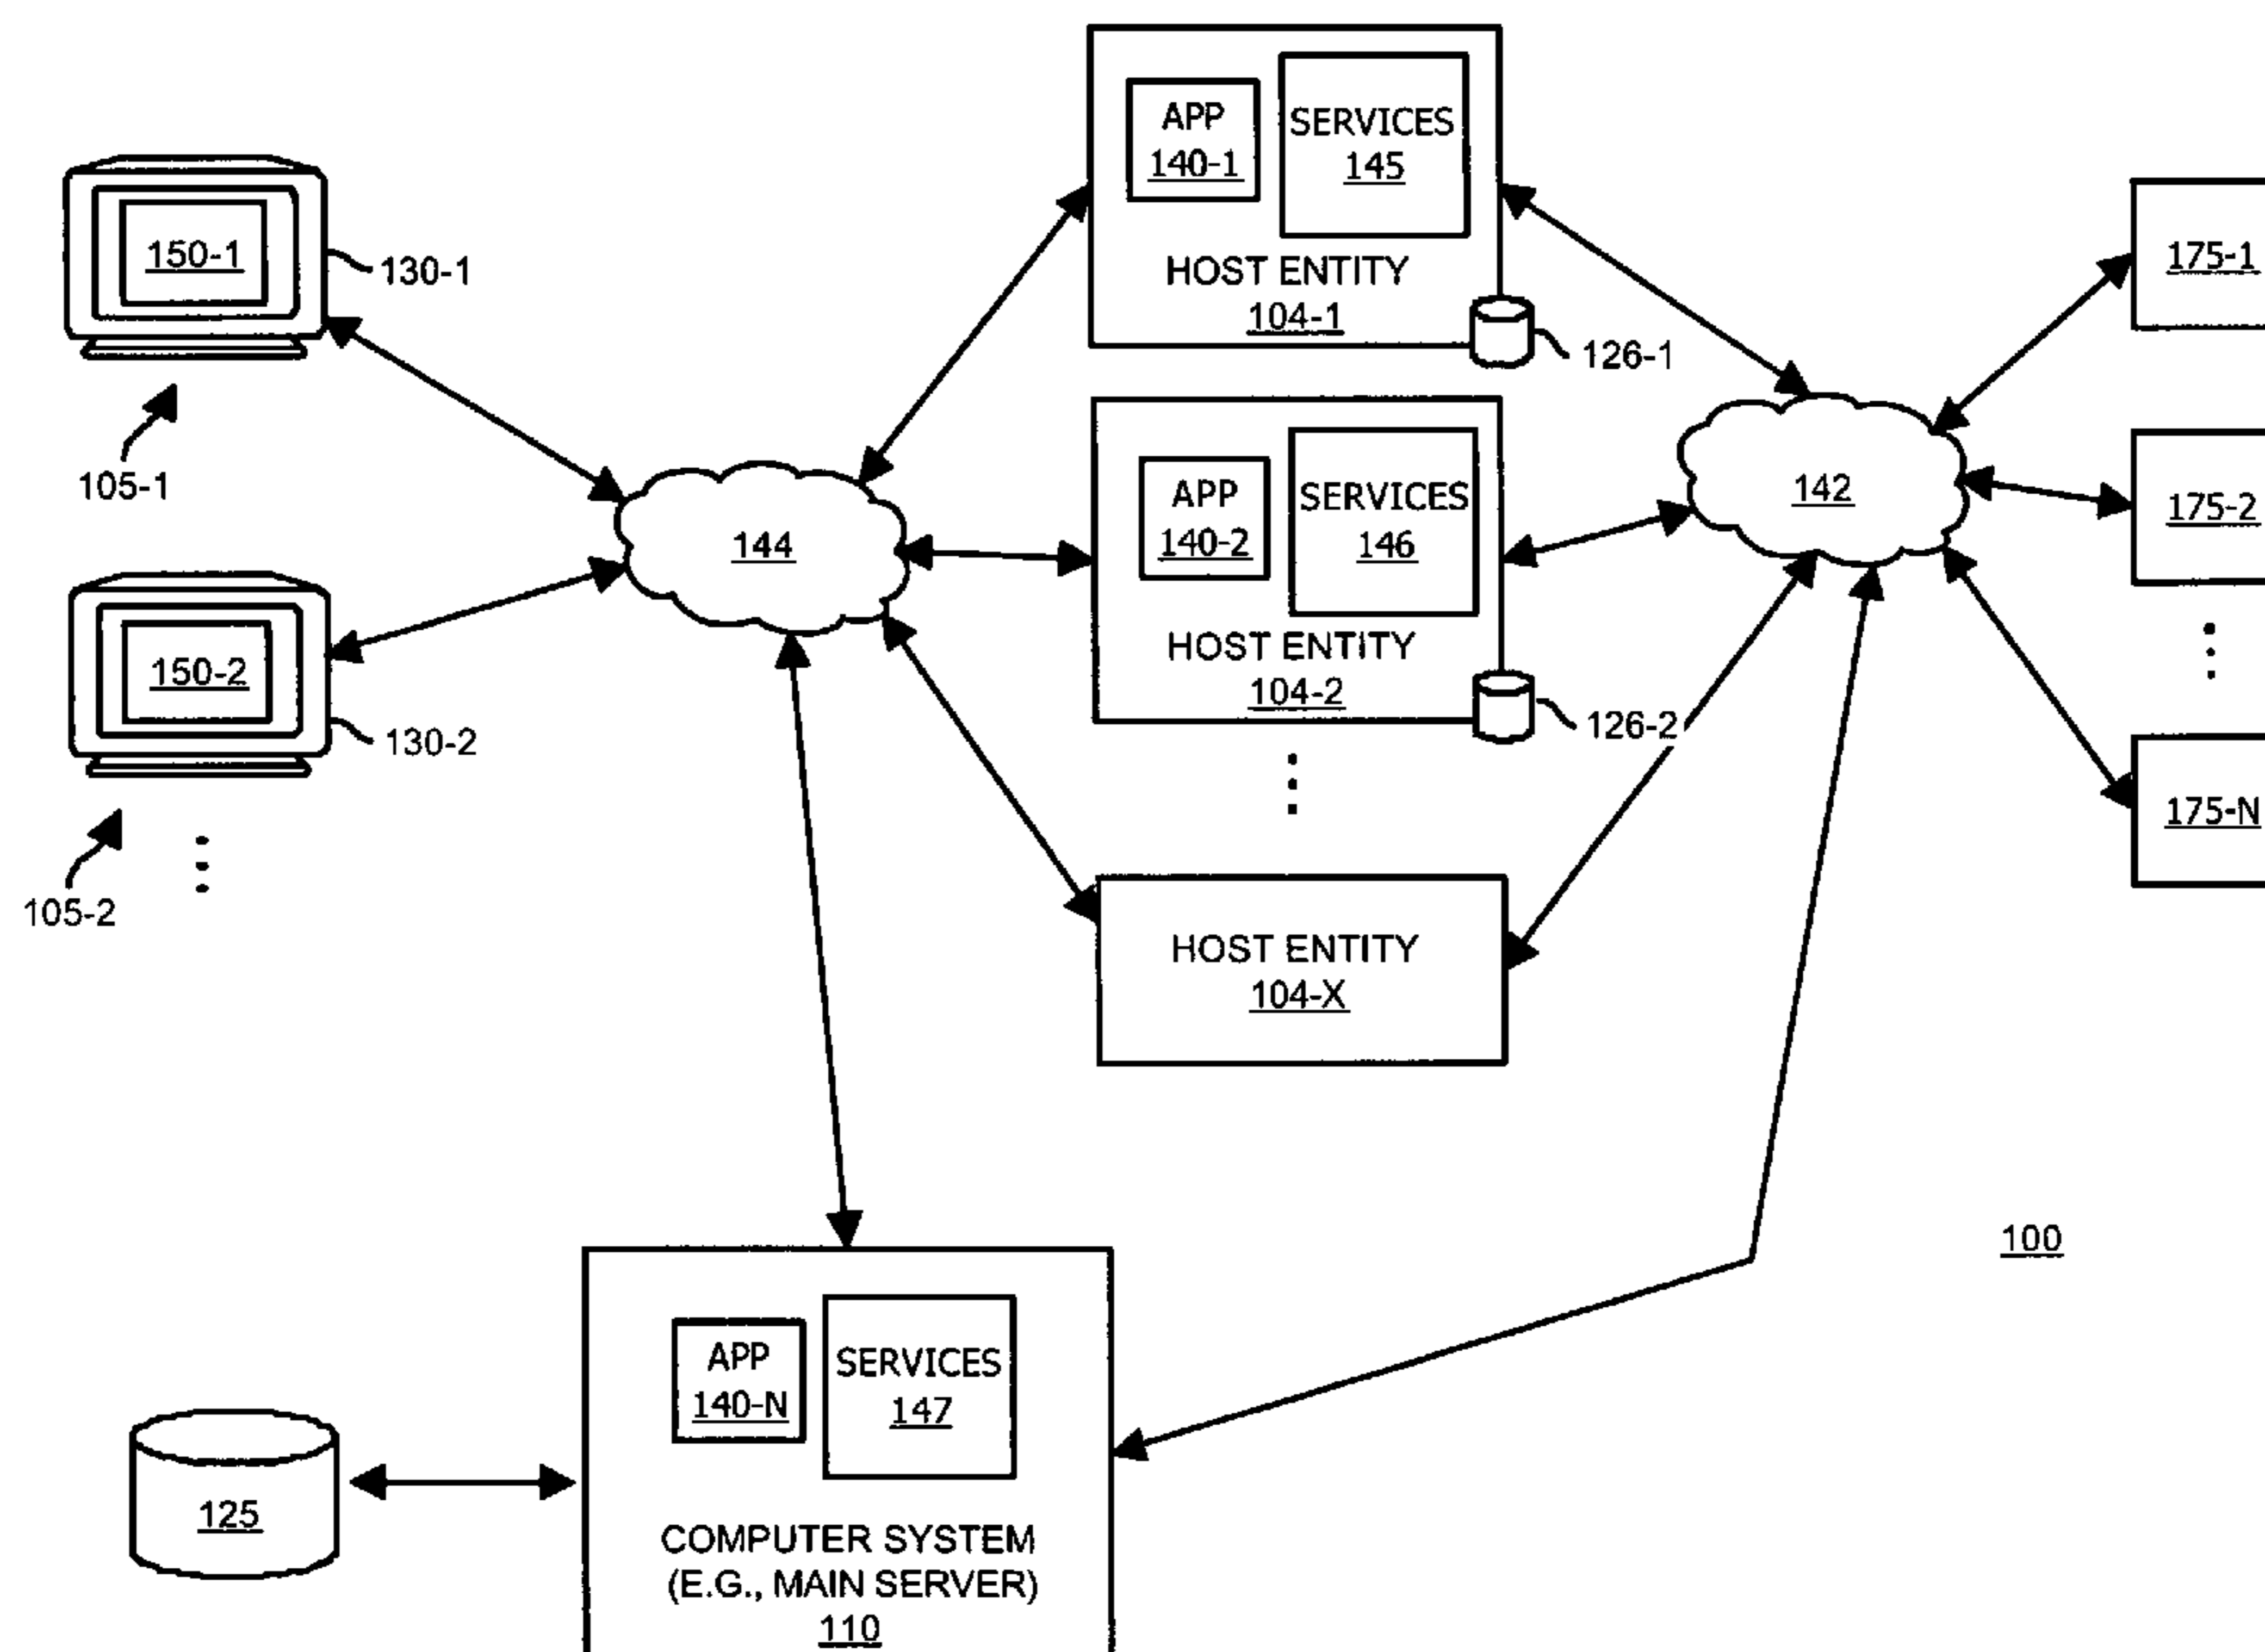 APP
140-1
SERVICES
145
HOST ENTITY
104-1
126-1
150-1
130-1
105-1
175-1
144
APP
140-2
SERVICES
146
HOST ENTITY
104-2
126-2
142
175-2
150-2
130-2
105-2
175-N
HOST ENTITY
104-X
100
APP
140-N
SERVICES
147
125
COMPUTER SYSTEM
(E.G., MAIN SERVER)
110